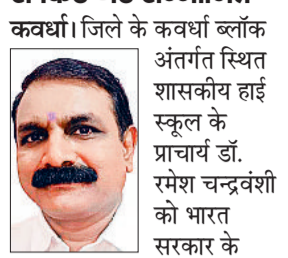 कवर्धा। जिले के कवर्धा ब्लॉक
अंतर्गत स्थित
शासकीय हाई
स्कूल के
प्राचार्य डॉ.
रमेश चन्द्रवंशी
को भारत
सरकार के